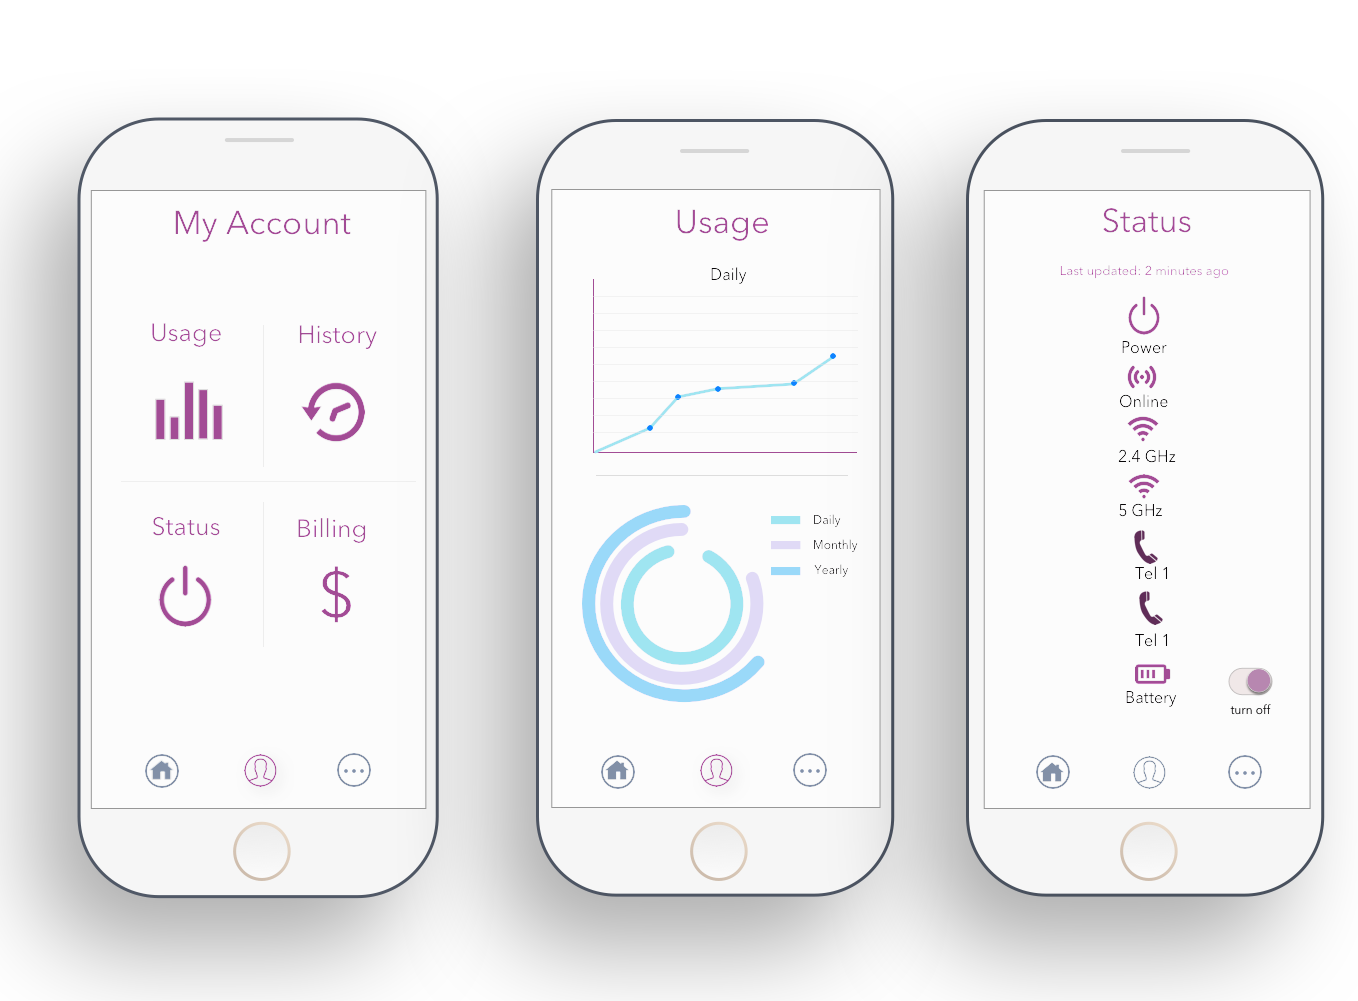 My Account
Usage
History
Status
Billing
Usage
Daily
Daily
Monthly
Yearly
Status
Last updated: 2 minutes ago
Power
Online
2.4 GHz
5 GHz
Tel 1
Tel 1
Battery
turn off